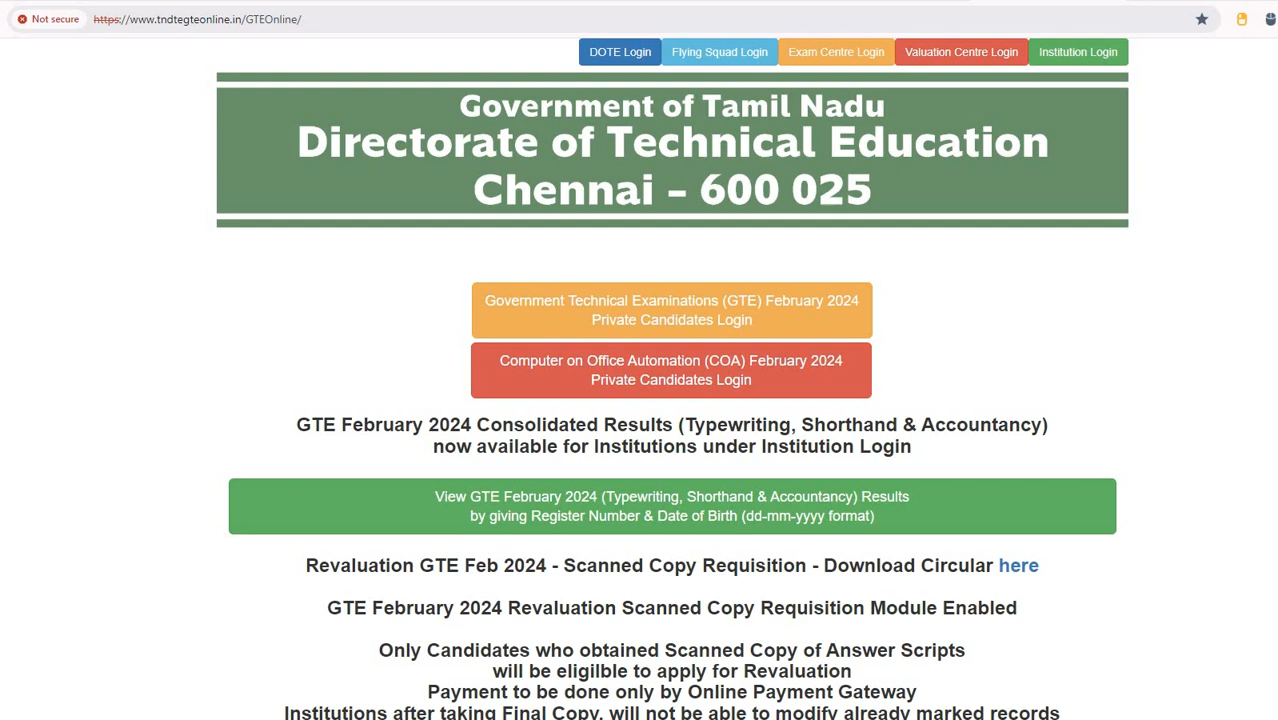 Not secure
https://www.tndtegteonline.in/GTEOnline/
DOTE Login Flying Squad Login Exam Centre Login Valuation Centre Login Institution Login
Government of Tamil Nadu
Directorate of Technical Education
Chennai – 600 025
Government Technical Examinations (GTE) February 2024
Private Candidates Login
Computer on Office Automation (COA) February 2024
Private Candidates Login
GTE February 2024 Consolidated Results (Typewriting, Shorthand & Accountancy)
now available for Institutions under Institution Login
View GTE February 2024 (Typewriting, Shorthand & Accountancy) Results
by giving Register Number & Date of Birth (dd-mm-yyyy format)
Revaluation GTE Feb 2024 - Scanned Copy Requisition - Download Circular here
GTE February 2024 Revaluation Scanned Copy Requisition Module Enabled
Only Candidates who obtained Scanned Copy of Answer Scripts
will be eligilble to apply for Revaluation
Payment to be done only by Online Payment Gateway
Institutions after taking Final Copy, will not be able to modify already marked records